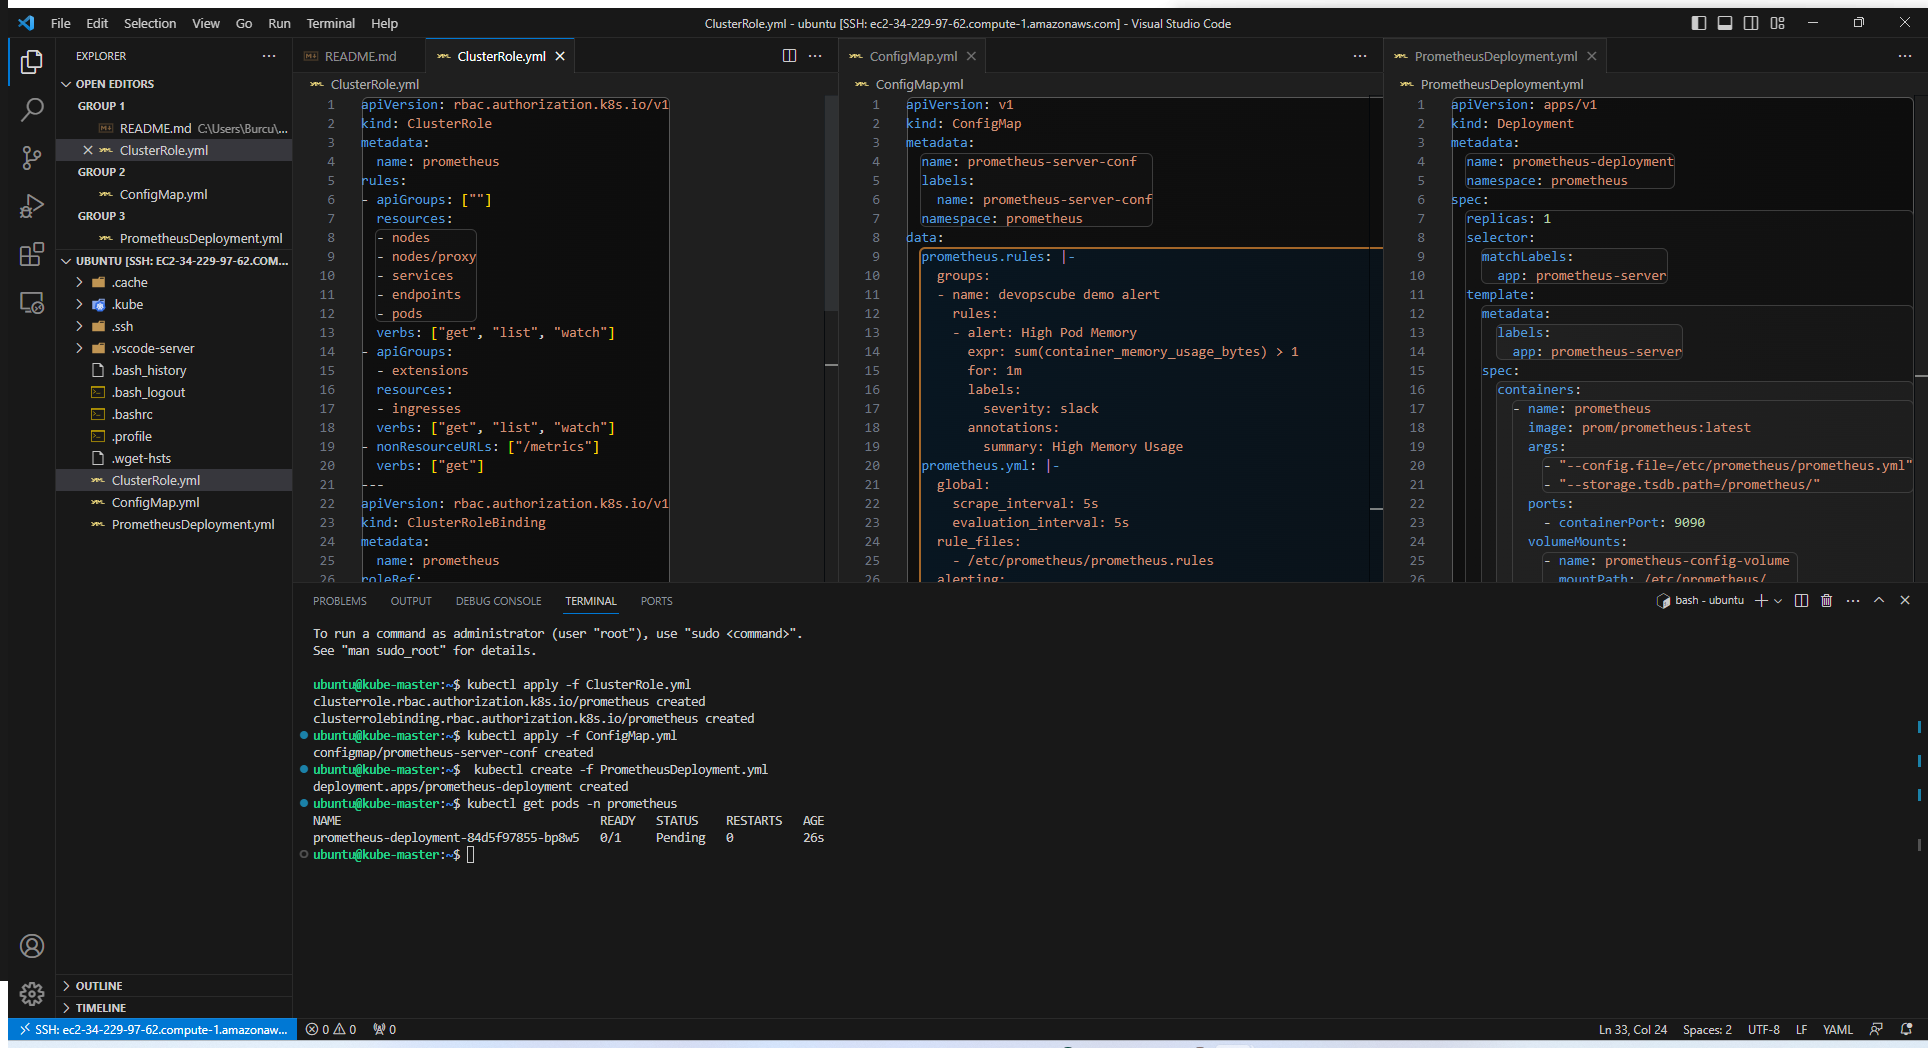 File Edit Selection View Go Run Terminal Help
ClusterRole.yml - ubuntu [SSH: ec2-34-229-97-62.compute-1.amazonaws.com] - Visual Studio Code
EXPLORER
OPEN EDITORS
GROUP 1
README.md C:\Users\Burcu\...
ClusterRole.yml
GROUP 2
ConfigMap.yml
GROUP 3
PrometheusDeployment.yml
UBUNTU [SSH: EC2-34-229-97-62.COM...
.cache
.kube
.ssh
.vscode-server
.bash_history
.bash_logout
.bashrc
.profile
.wget-hsts
ClusterRole.yml
ConfigMap.yml
PrometheusDeployment.yml
OUTLINE
TIMELINE
README.md ClusterRole.yml
ClusterRole.yml
1 apiVersion: rbac.authorization.k8s.io/v1
2 kind: ClusterRole
3 metadata:
4 name: prometheus
5 rules:
6 - apiGroups: [""]
7 resources:
8 - nodes
9 - nodes/proxy
10 - services
11 - endpoints
12 - pods
13 verbs: ["get", "list", "watch"]
14 - apiGroups:
15 - extensions
16 resources:
17 - ingresses
18 verbs: ["get", "list", "watch"]
19 - nonResourceURLs: ["/metrics"]
20 verbs: ["get"]
21 ---
22 apiVersion: rbac.authorization.k8s.io/v1
23 kind: ClusterRoleBinding
24 metadata:
25 name: prometheus
26 roleRef:
ConfigMap.yml
ConfigMap.yml
1 apiVersion: v1
2 kind: ConfigMap
3 metadata:
4 name: prometheus-server-conf
5 labels:
6 name: prometheus-server-conf
7 namespace: prometheus
8 data:
9 prometheus.rules: |-
10 groups:
11 - name: devopscube demo alert
12 rules:
13 - alert: High Pod Memory
14 expr: sum(container_memory_usage_bytes) > 1
15 for: 1m
16 labels:
17 severity: slack
18 annotations:
19 summary: High Memory Usage
20 prometheus.yml: |-
21 global:
22 scrape_interval: 5s
23 evaluation_interval: 5s
24 rule_files:
25 - /etc/prometheus/prometheus.rules
26 alerting:
PrometheusDeployment.yml
PrometheusDeployment.yml
1 apiVersion: apps/v1
2 kind: Deployment
3 metadata:
4 name: prometheus-deployment
5 namespace: prometheus
6 spec:
7 replicas: 1
8 selector:
9 matchLabels:
10 app: prometheus-server
11 template:
12 metadata:
13 labels:
14 app: prometheus-server
15 spec:
16 containers:
17 - name: prometheus
18 image: prom/prometheus:latest
19 args:
20 - "--config.file=/etc/prometheus/prometheus.yml"
21 - "--storage.tsdb.path=/prometheus/"
22 ports:
23 - containerPort: 9090
24 volumeMounts:
25 - name: prometheus-config-volume
26 mountPath: /etc/prometheus/
PROBLEMS OUTPUT DEBUG CONSOLE TERMINAL PORTS
bash - ubuntu
To run a command as administrator (user "root"), use "sudo <command>".
See "man sudo_root" for details.
ubuntu@kube-master:~$ kubectl apply -f ClusterRole.yml
clusterrole.rbac.authorization.k8s.io/prometheus created
clusterrolebinding.rbac.authorization.k8s.io/prometheus created
ubuntu@kube-master:~$ kubectl apply -f ConfigMap.yml
configmap/prometheus-server-conf created
ubuntu@kube-master:~$  kubectl create -f PrometheusDeployment.yml
deployment.apps/prometheus-deployment created
ubuntu@kube-master:~$ kubectl get pods -n prometheus
NAME READY STATUS RESTARTS AGE
prometheus-deployment-84d5f97855-bp8w5 0/1 Pending 0 26s
ubuntu@kube-master:~$
SSH: ec2-34-229-97-62.compute-1.amazonaw... 0 0 0
Ln 33, Col 24 Spaces: 2 UTF-8 LF YAML